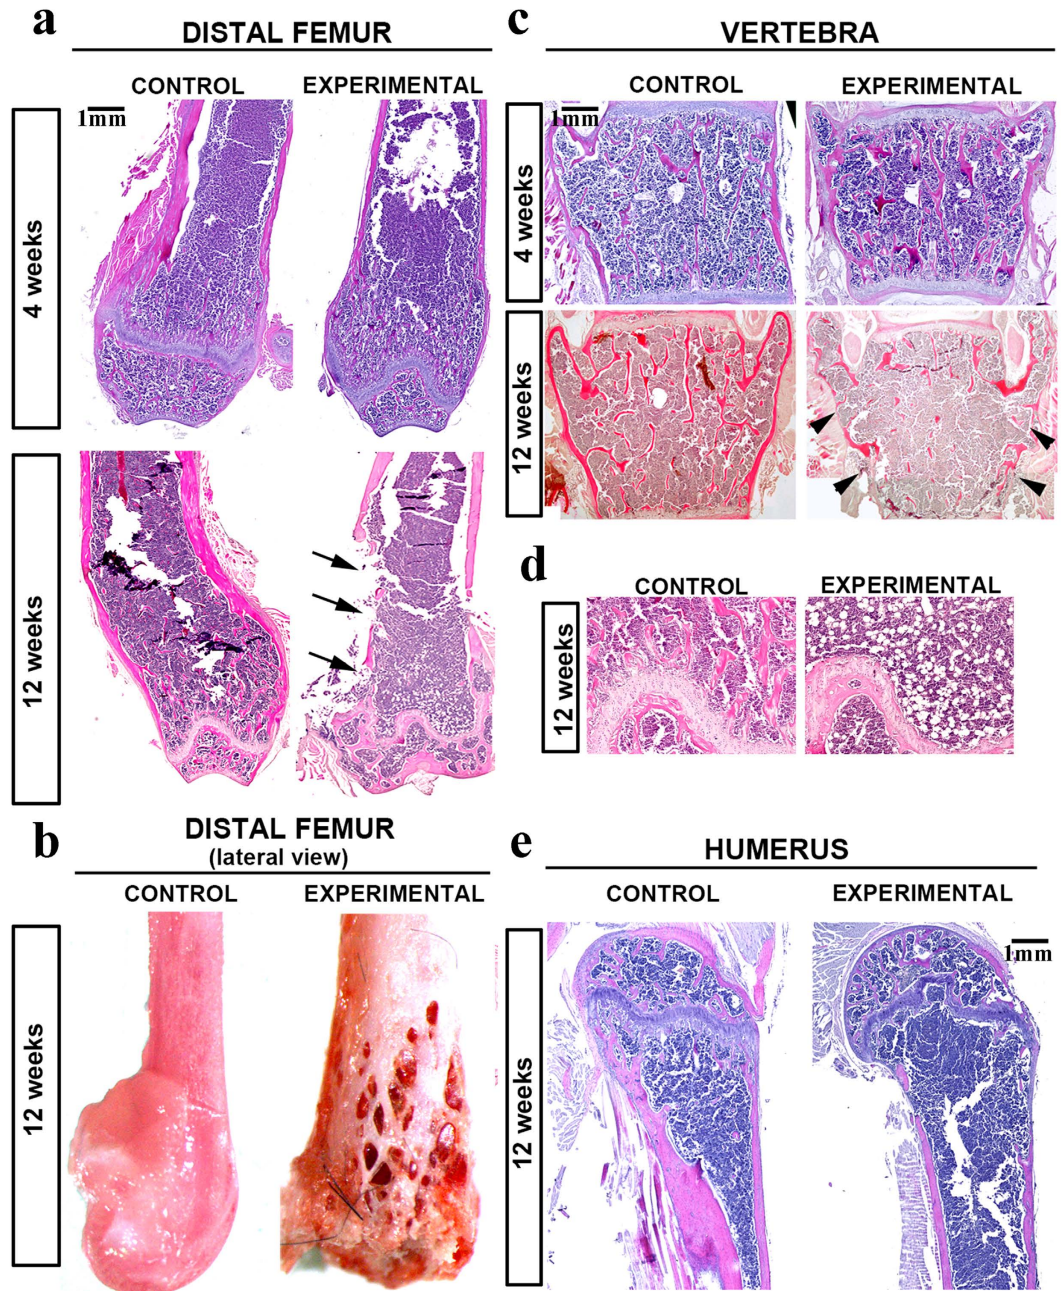 a
DISTAL FEMUR
CONTROL
EXPERIMENTAL
1mm
4 weeks
12 weeks
b
DISTAL FEMUR
(lateral view)
CONTROL
EXPERIMENTAL
12 weeks
c
VERTEBRA
CONTROL
EXPERIMENTAL
1mm
4 weeks
12 weeks
d
CONTROL
EXPERIMENTAL
12 weeks
e
HUMERUS
CONTROL
EXPERIMENTAL
1mm
12 weeks